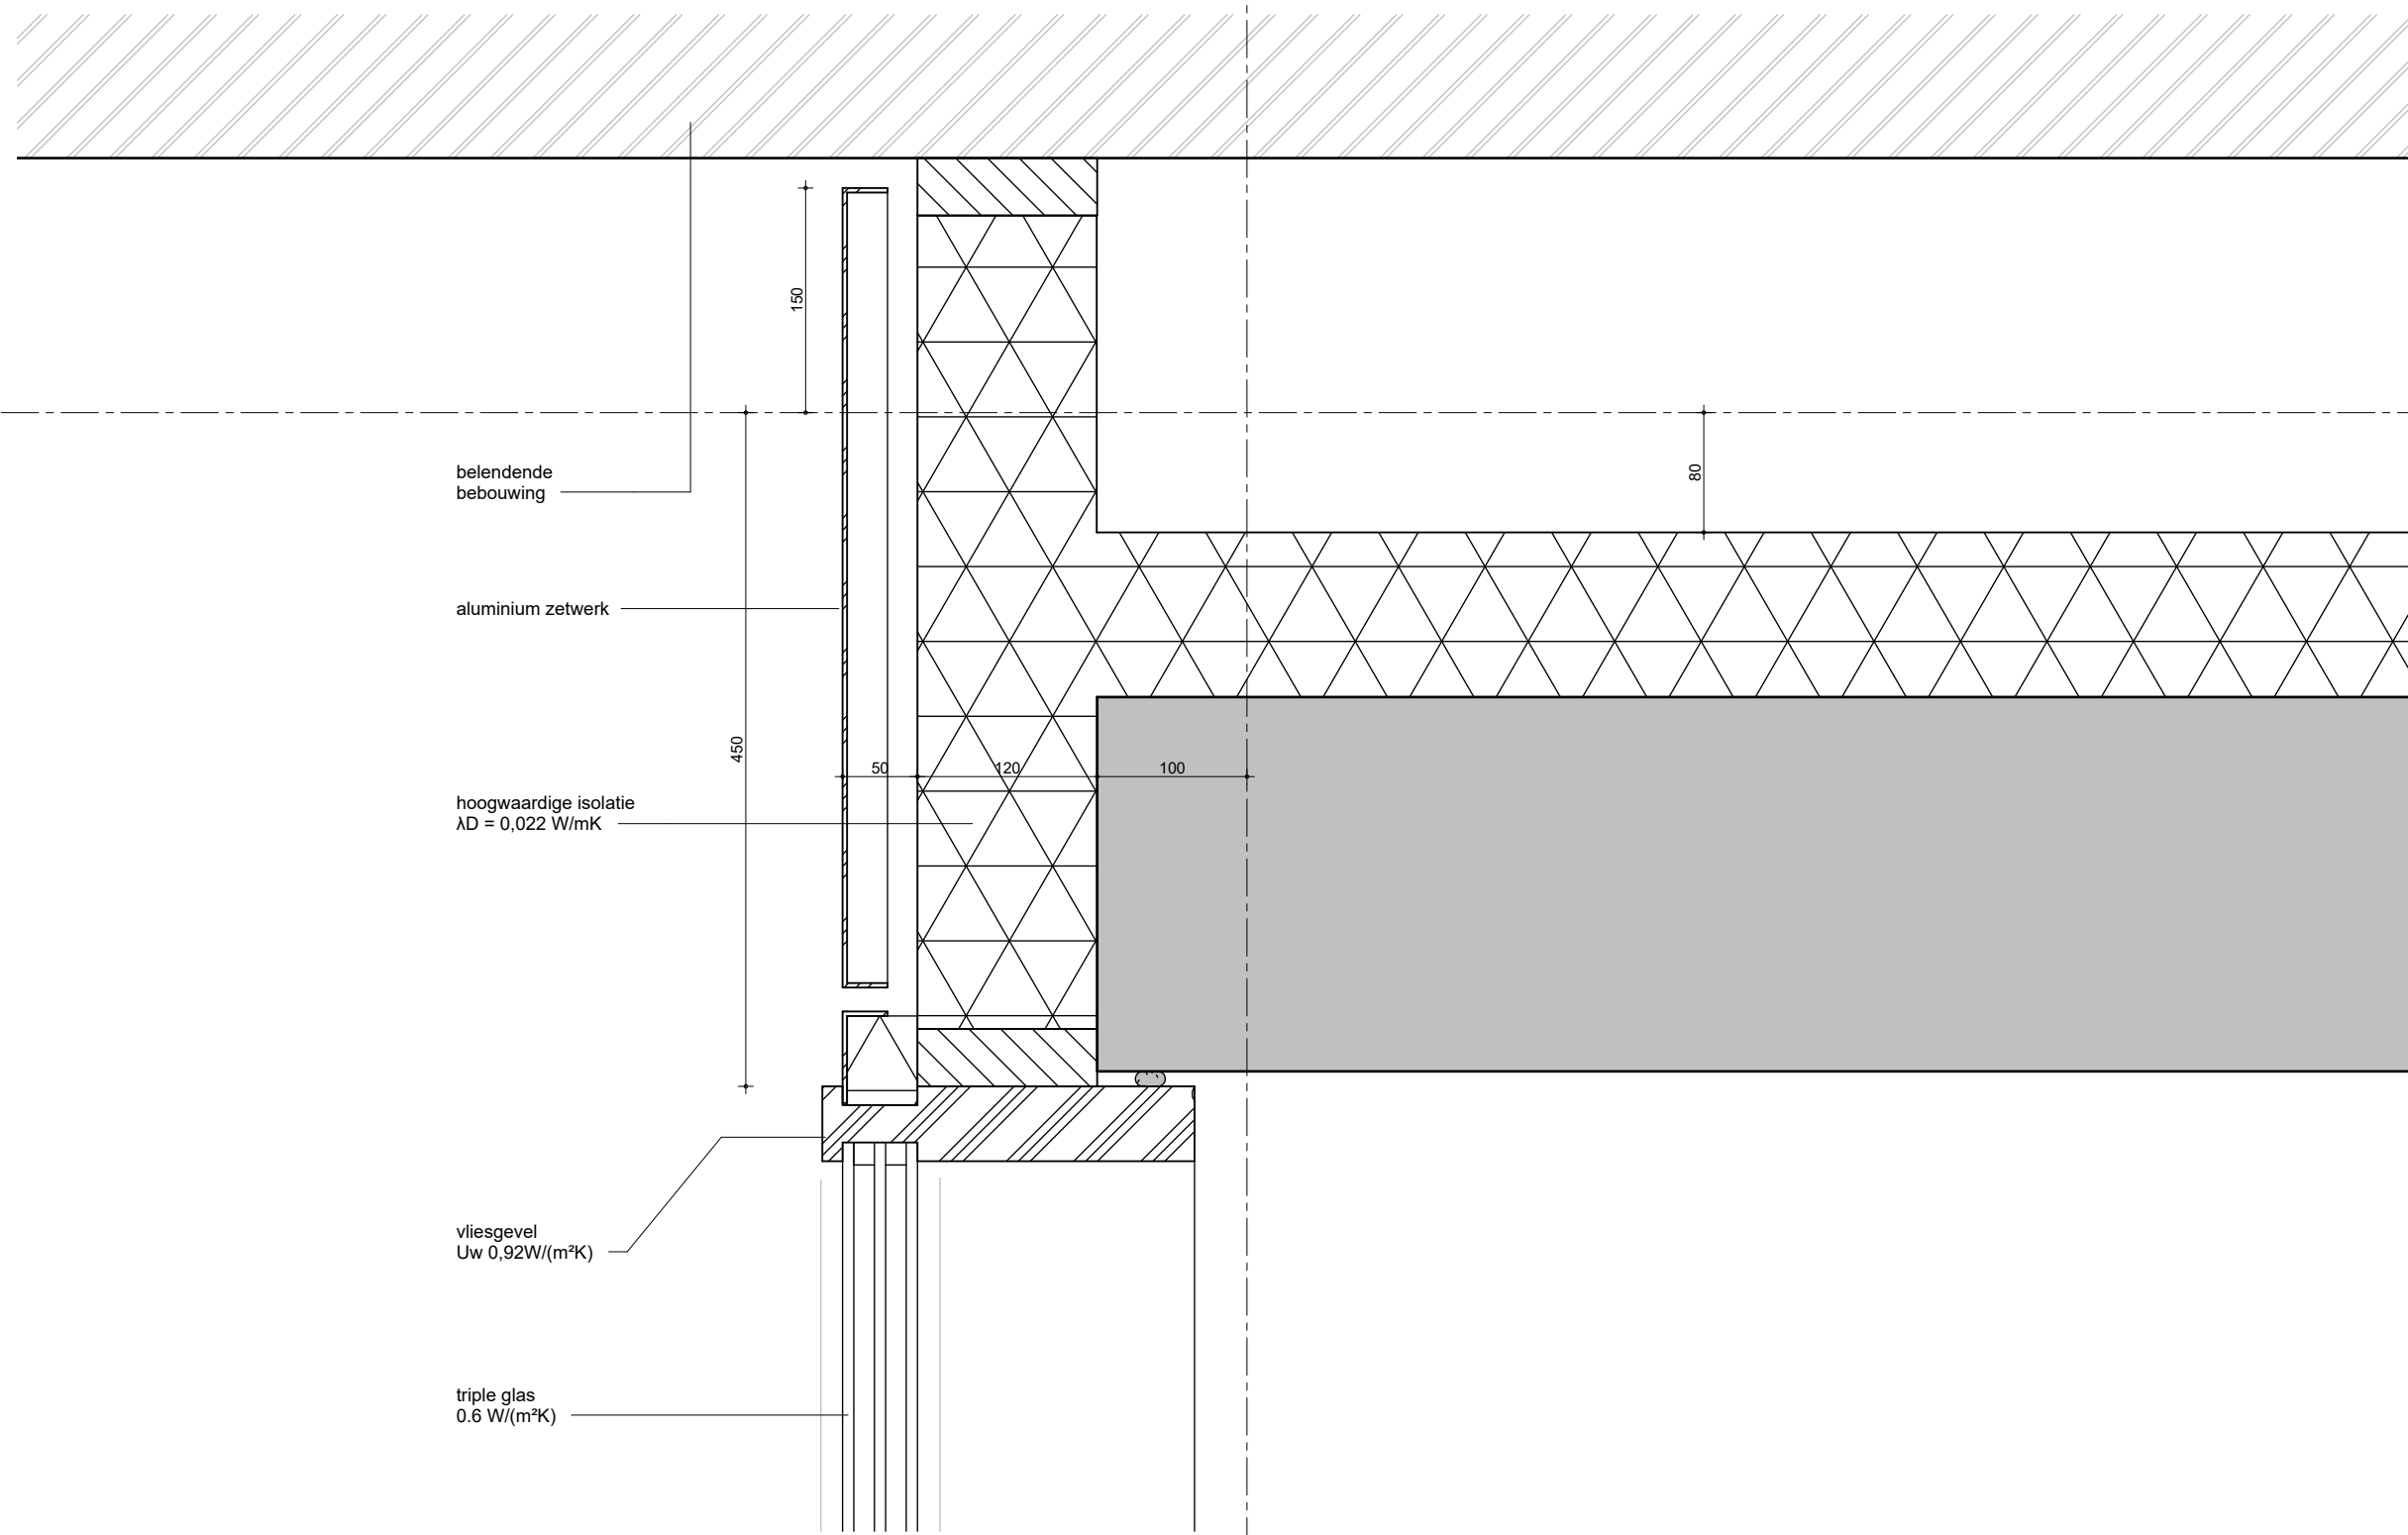 150
belendende
bebouwing
80
aluminium zetwerk
450
50
120
100
hoogwaardige isolatie
λD = 0,022 W/mK
vliesgevel
Uw 0,92W/(m²K)
triple glas
0.6 W/(m²K)